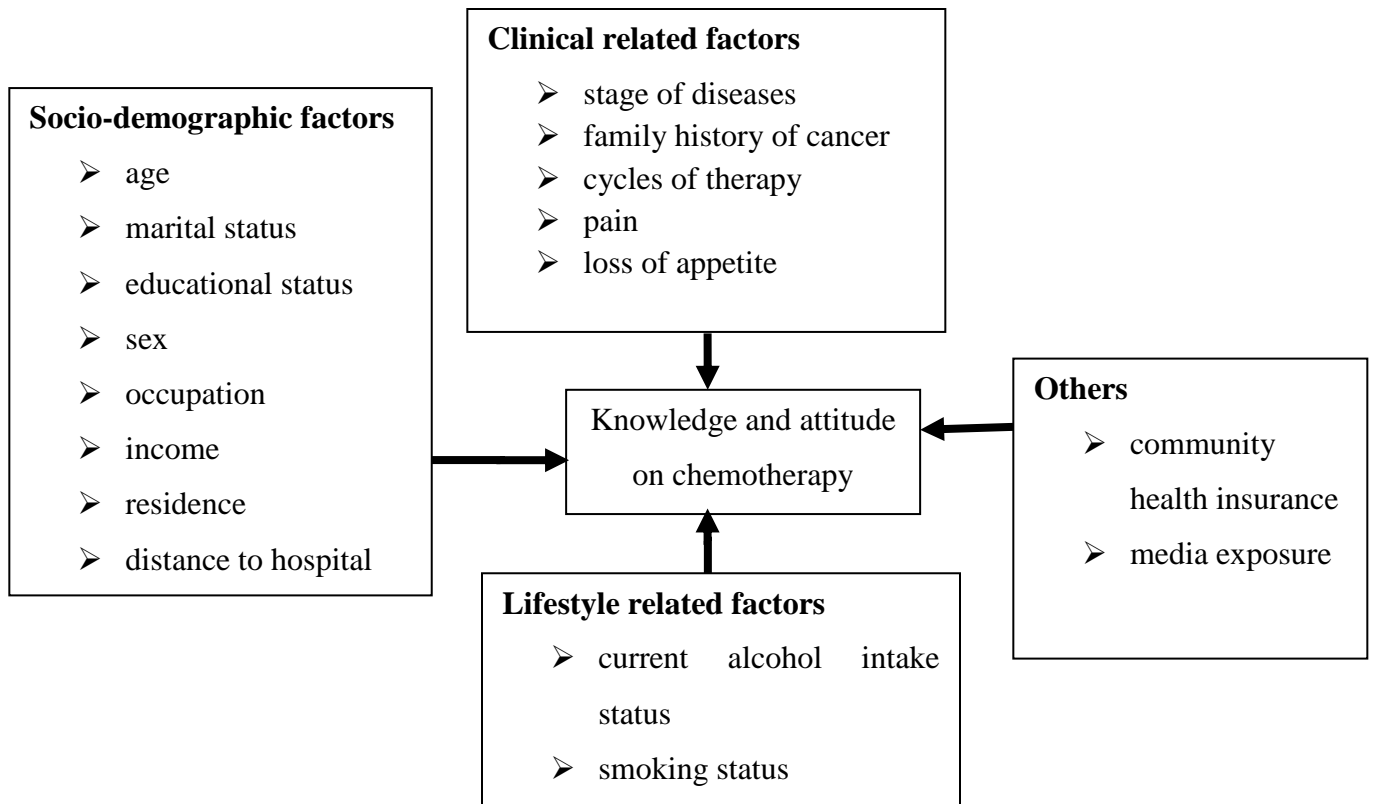 Clinical related factors
➢ stage of diseases
➢ family history of cancer
➢ cycles of therapy
➢ pain
➢ loss of appetite
Socio-demographic factors
➢ age
➢ marital status
➢ educational status
➢ sex
➢ occupation
➢ income
➢ residence
➢ distance to hospital
Knowledge and attitude
on chemotherapy
Others
➢ community
health insurance
➢ media exposure
Lifestyle related factors
➢ current alcohol intake
status
➢ smoking status